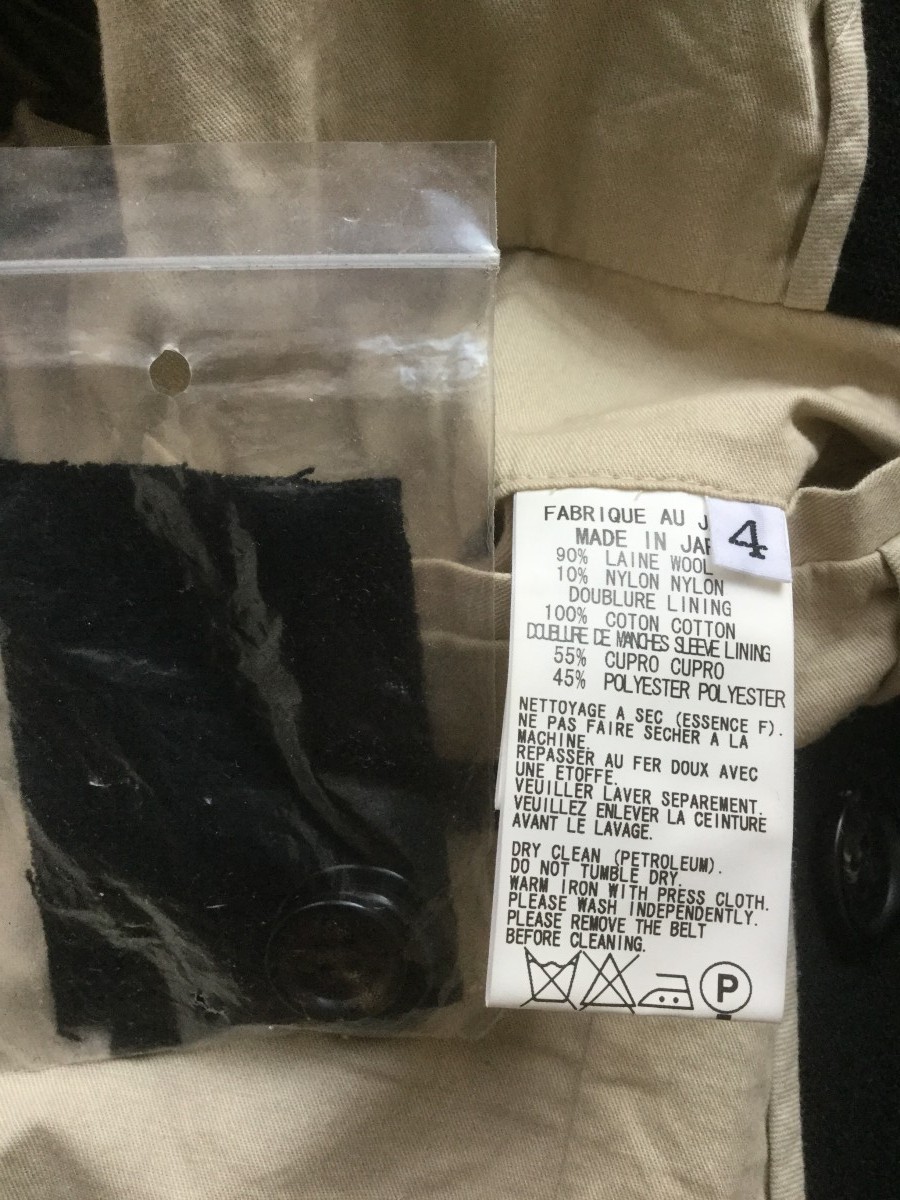 FABRIQUE AU J
MADE IN JAP
4
90% LAINE WOOL
10% NYLON NYLON
DOUBLURE LINING
100% COTON COTTON
DOUBLURE DE MANCHES SLEEVE LINING
55% CUPRO CUPRO
45% POLYESTER POLYESTER
NETTOYAGE A SEC (ESSENCE F).
NE PAS FAIRE SECHER A LA
MACHINE.
REPASSER AU FER DOUX AVEC
UNE ETOFFE.
VEUILLER LAVER SEPAREMENT.
VEUILLEZ ENLEVER LA CEINTURE
AVANT LE LAVAGE.
DRY CLEAN (PETROLEUM).
DO NOT TUMBLE DRY.
WARM IRON WITH PRESS CLOTH.
PLEASE WASH INDEPENDENTLY.
PLEASE REMOVE THE BELT
BEFORE CLEANING.
P